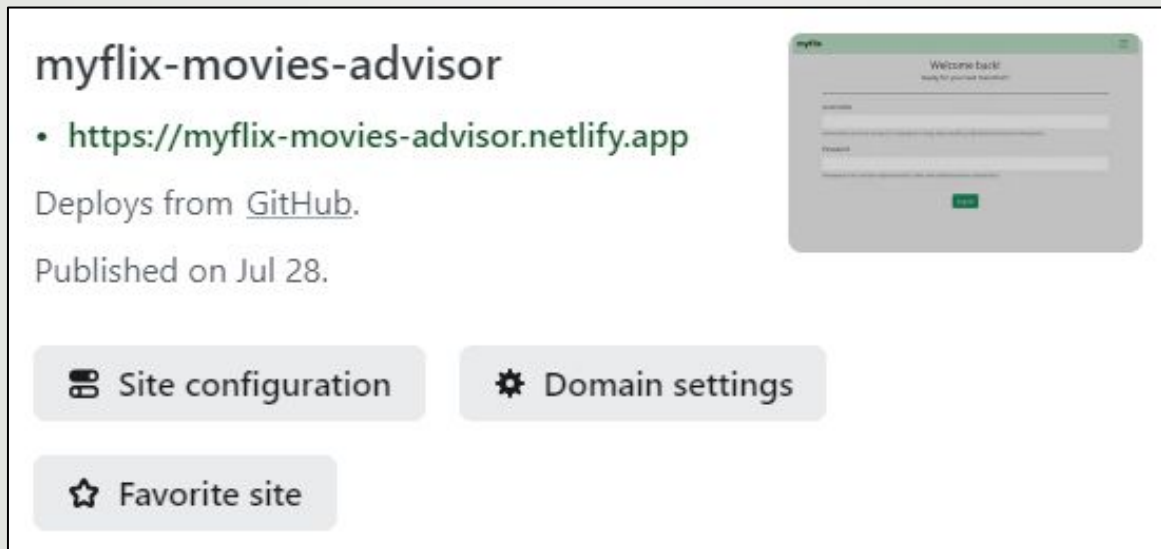 myflix-movies-advisor
• https://myflix-movies-advisor.netlify.app
Deploys from GitHub.
Published on Jul 28.
Site configuration
Domain settings
Favorite site
myflix
Welcome back!
Password